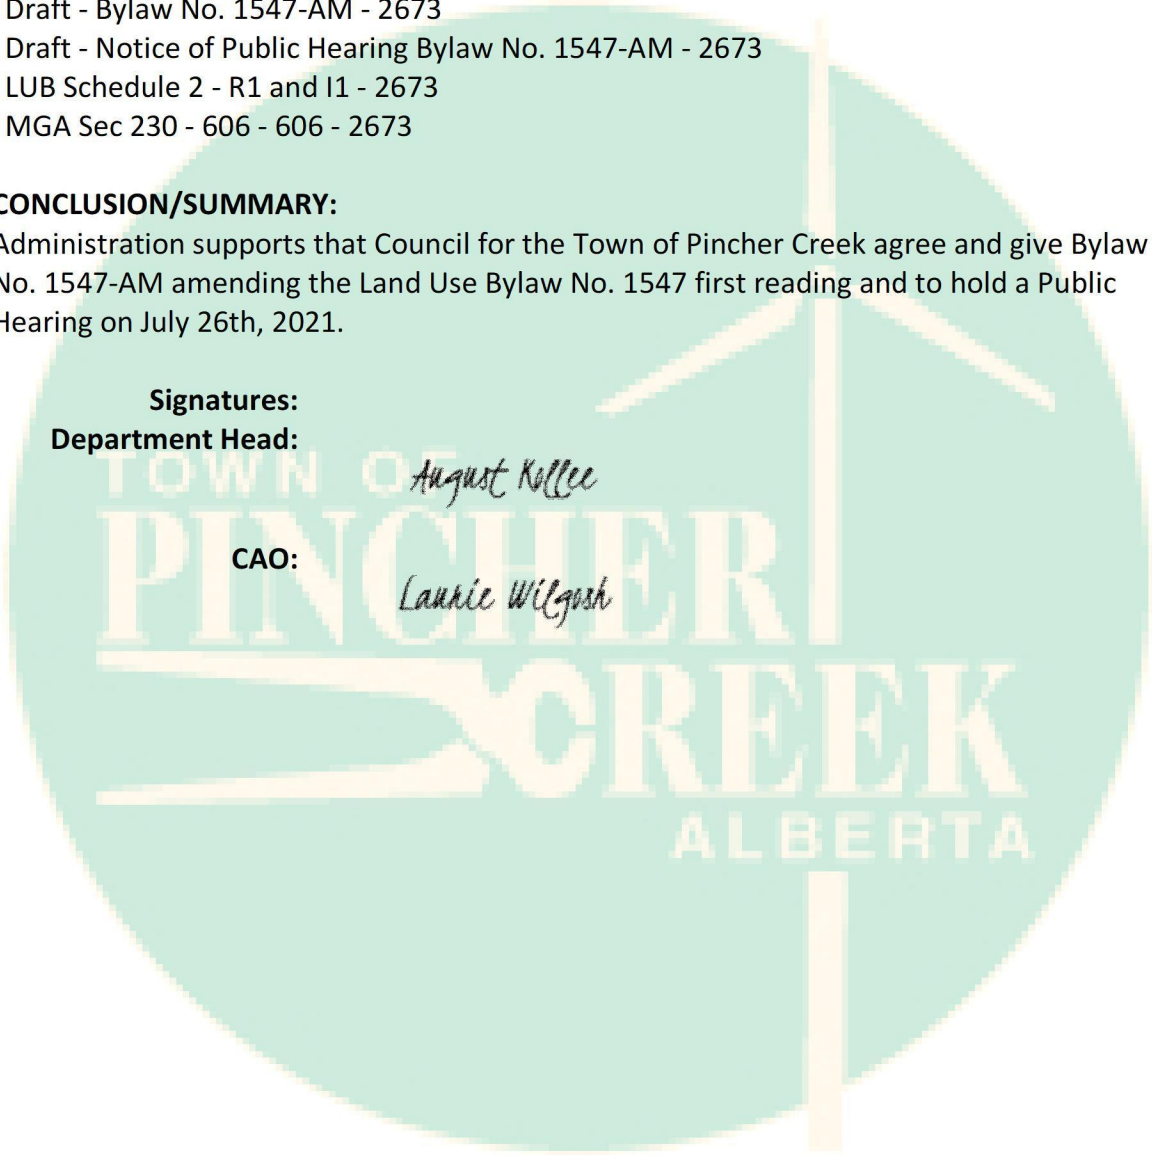 Draft - Bylaw No. 1547-AM - 2673
Draft - Notice of Public Hearing Bylaw No. 1547-AM - 2673
LUB Schedule 2 - R1 and I1 - 2673
MGA Sec 230 - 606 - 606 - 2673
CONCLUSION/SUMMARY:
Administration supports that Council for the Town of Pincher Creek agree and give Bylaw
No. 1547-AM amending the Land Use Bylaw No. 1547 first reading and to hold a Public
Hearing on July 26th, 2021.
Signatures:
Department Head:
August Kollee
CAO:
Laurie Wilgosh
TOWN OF
PINCHER
CREEK
ALBERTA